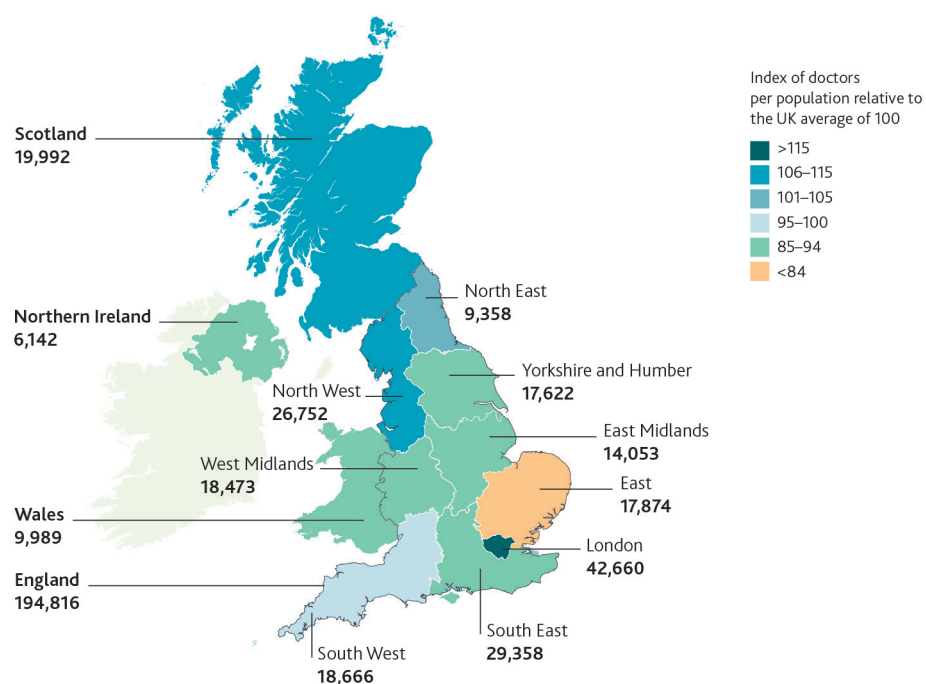 Index of doctors
per population relative to
the UK average of 100
>115
106–115
101–105
95–100
85–94
<84
Scotland
19,992
North East
9,358
Northern Ireland
6,142
Yorkshire and Humber
17,622
North West
26,752
East Midlands
14,053
West Midlands
18,473
East
17,874
Wales
9,989
London
42,660
England
194,816
South East
29,358
South West
18,666